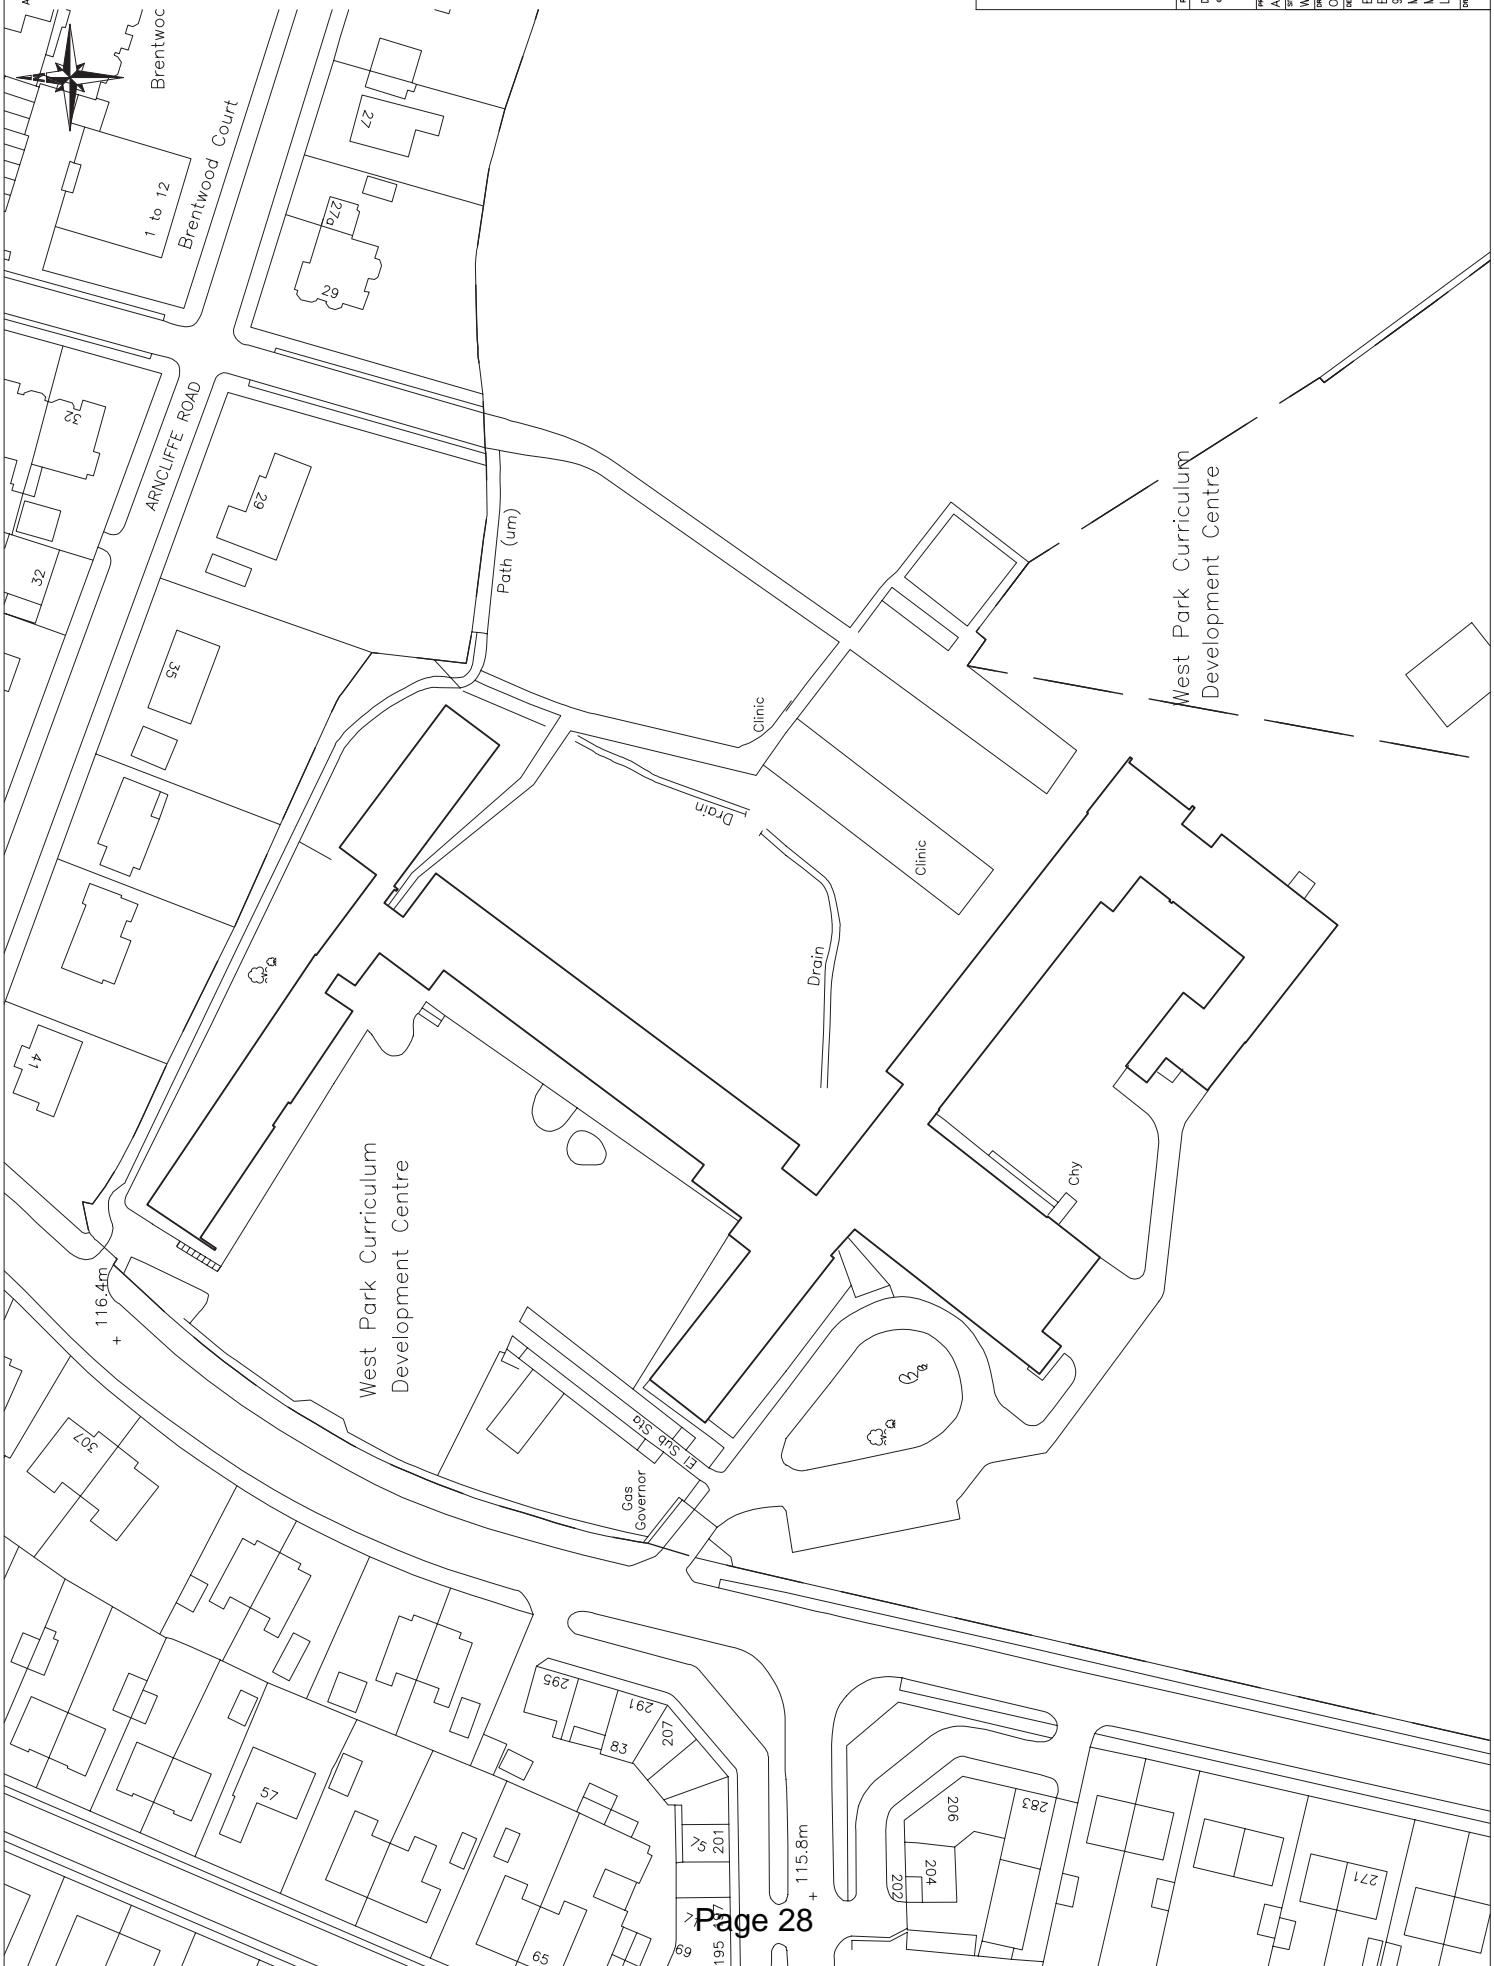 Brentwood Court
1 to 12
27
27a
29
32
ARNCLIFFE ROAD
29
32
Path (um)
35
West Park Curriculum
Development Centre
Clinic
Drain
Clinic
Drain
41
Chy
West Park Curriculum
Development Centre
116.4m
El Sub Sta
307
Gas
Governor
295
291
83
207
57
75
201
206
283
115.8m
204
202
271
69
195
65
Page 28